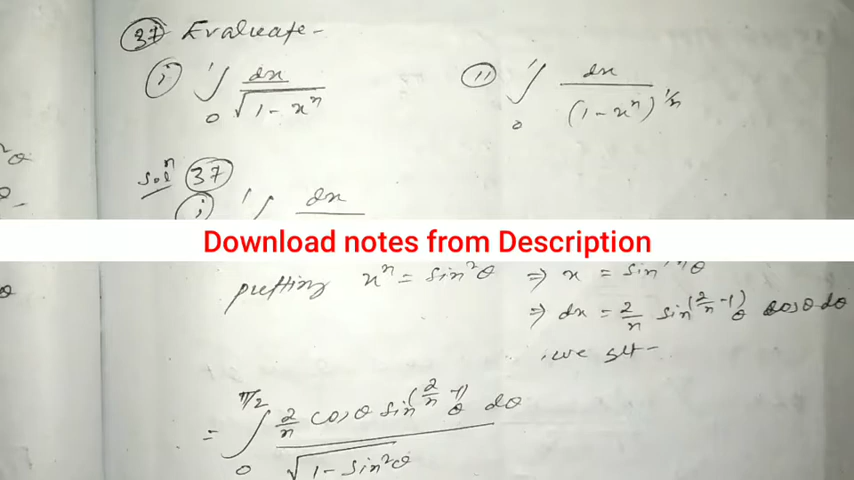 (37) Evaluate -
(i) ∫₀¹ dx / √(1 - xⁿ) (ii) ∫₀¹ dx / (1 - xⁿ)^(1/n)
Solⁿ (37)
(i) ∫ dx
Download notes from Description
putting xⁿ = sin²θ ⇒ x = sin^(2/n) θ
⇒ dx = 2/n sin^(2/n - 1) θ cosθ dθ
, we get -
= ∫₀^(π/2) 2/n cosθ sin^(2/n - 1) θ dθ / √(1 - sin²θ)